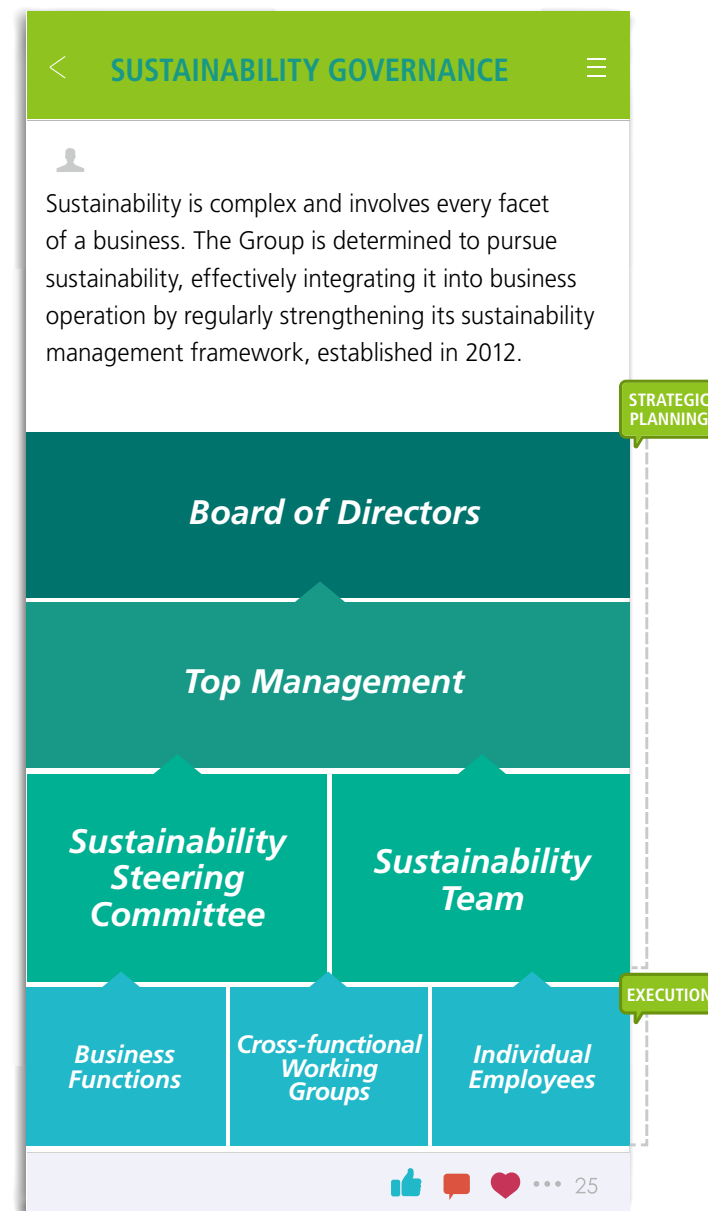 SUSTAINABILITY GOVERNANCE
Sustainability is complex and involves every facet
of a business. The Group is determined to pursue
sustainability, effectively integrating it into business
operation by regularly strengthening its sustainability
management framework, established in 2012.
STRATEGIC
PLANNING
Board of Directors
Top Management
Sustainability
Steering
Committee
Sustainability
Team
EXECUTION
Business
Functions
Cross-functional
Working
Groups
Individual
Employees
25